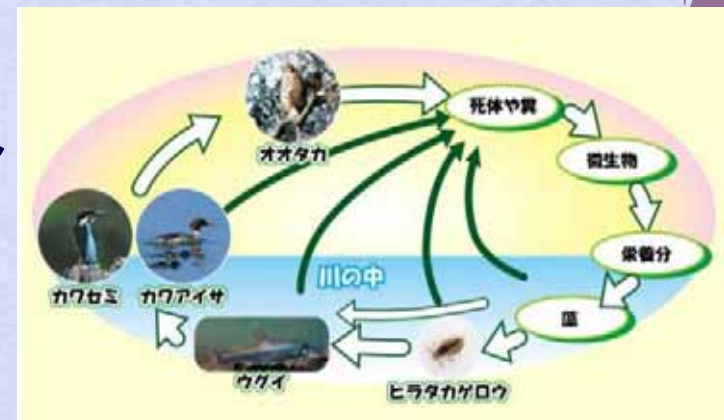 オオタカ
死体や糞
微生物
栄養分
藻
川の中
カワセミ
カワアイサ
ウグイ
ヒラタカゲロウ